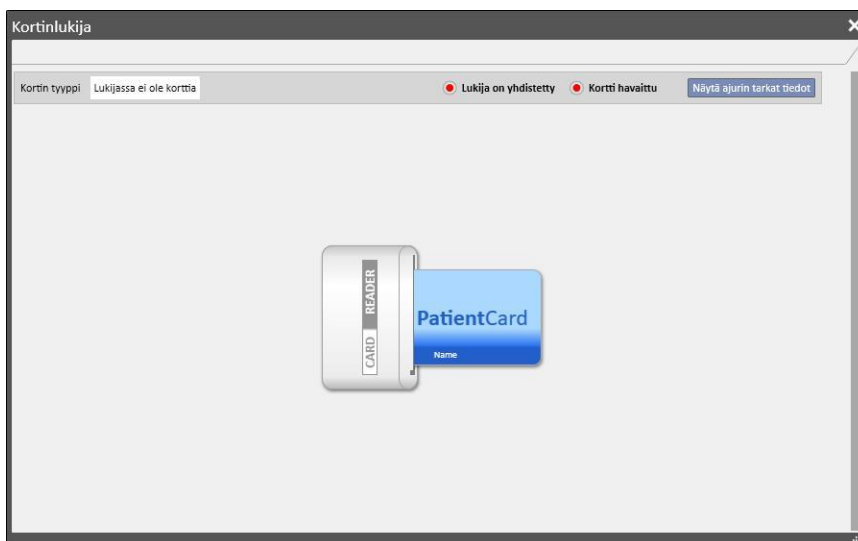 Kortinlukija
Kortin tyyppi Lukijassa ei ole korttia Lukija on yhdistetty Kortti havaittu Näytä ajurin tarkat tiedot
CARD READER
PatientCard
Name